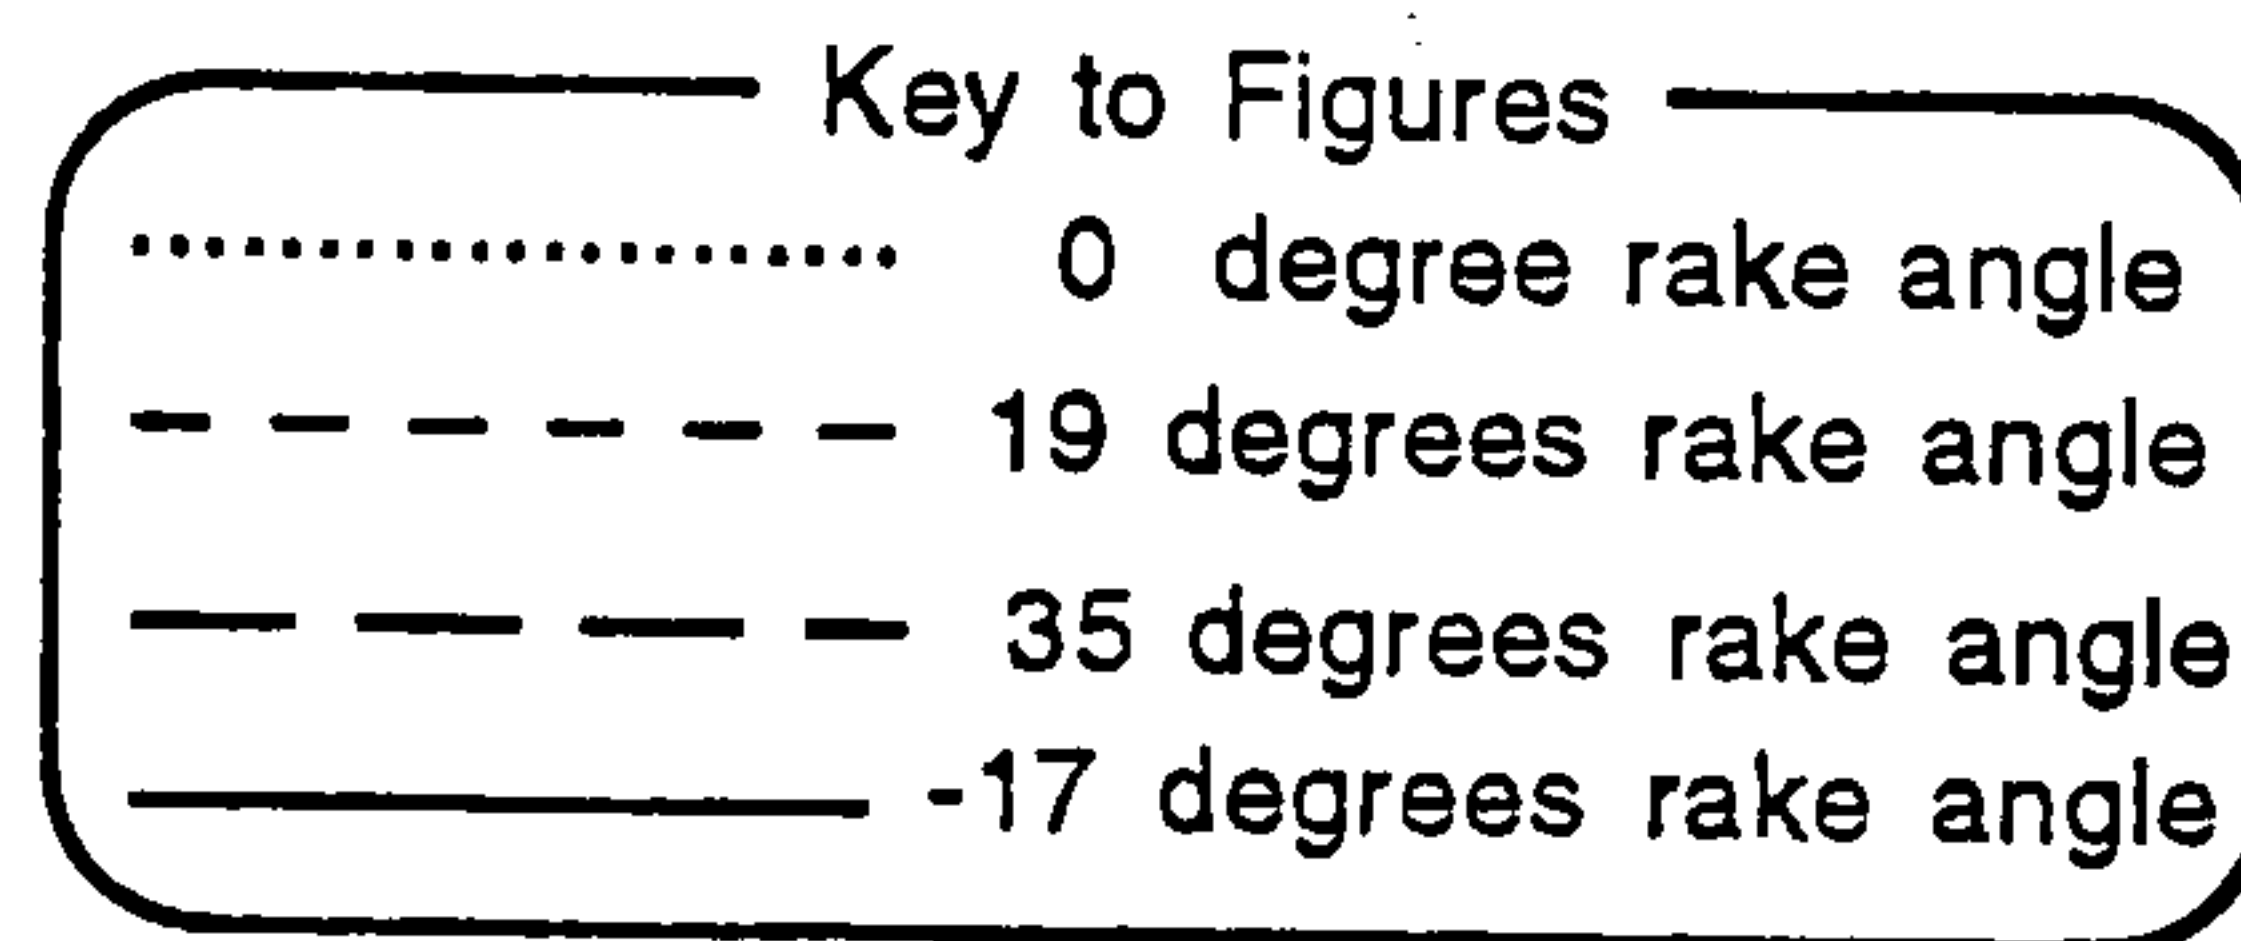 Key to Figures
0 degree rake angle
19 degrees rake angle
35 degrees rake angle
-17 degrees rake angle